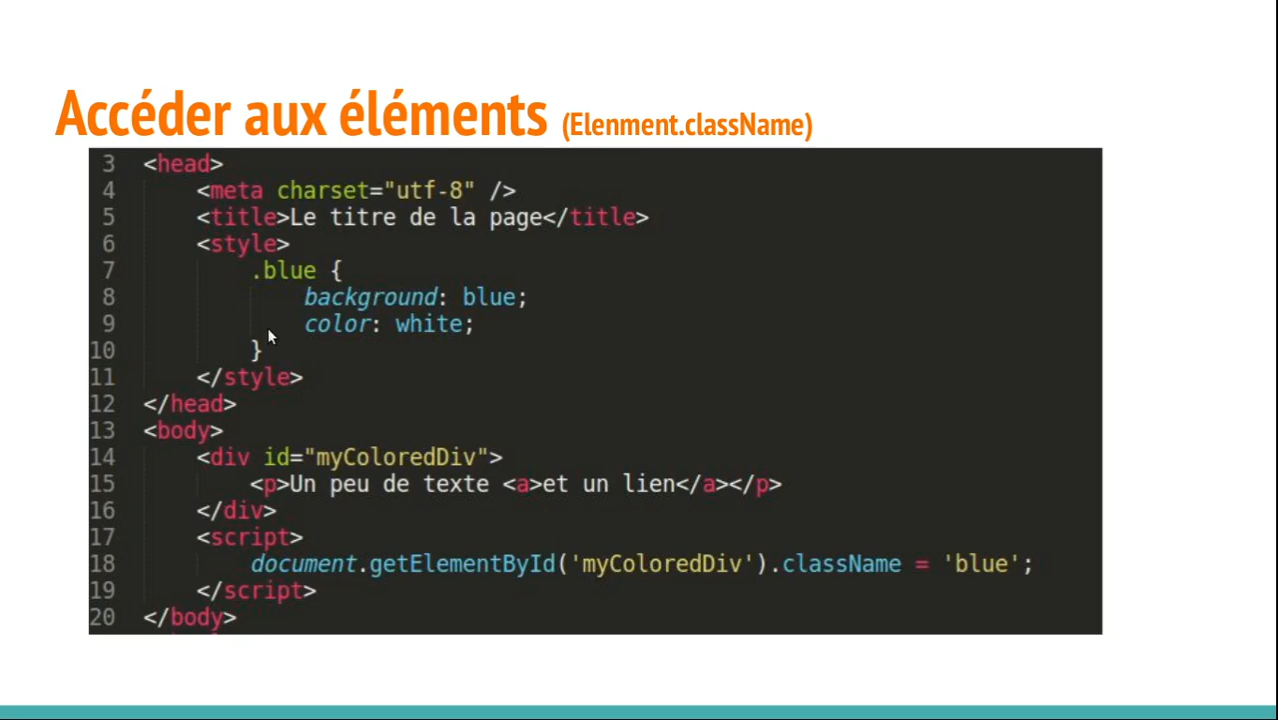 Accéder aux éléments (Elenment.className)
3 <head>
4 <meta charset="utf-8" />
5 <title>Le titre de la page</title>
6 <style>
7 .blue {
8 background: blue;
9 color: white;
10 }
11 </style>
12 </head>
13 <body>
14 <div id="myColoredDiv">
15 <p>Un peu de texte <a>et un lien</a></p>
16 </div>
17 <script>
18 document.getElementById('myColoredDiv').className = 'blue';
19 </script>
20 </body>